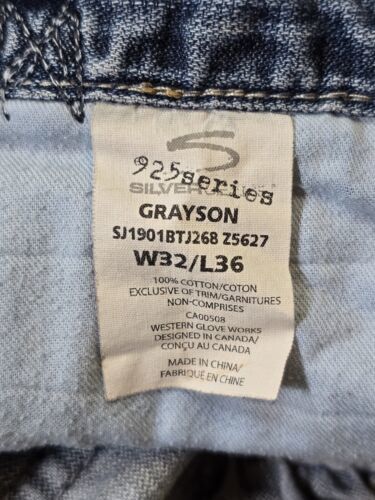 925series
SILVER
GRAYSON
SJ1901BTJ268 Z5627
W32/L36
100% COTTON/COTON
EXCLUSIVE OF TRIM/GARNITURES
NON-COMPRISES
CA00508
WESTERN GLOVE WORKS
DESIGNED IN CANADA/
CONÇU AU CANADA
MADE IN CHINA/
FABRIQUÉ EN CHINE